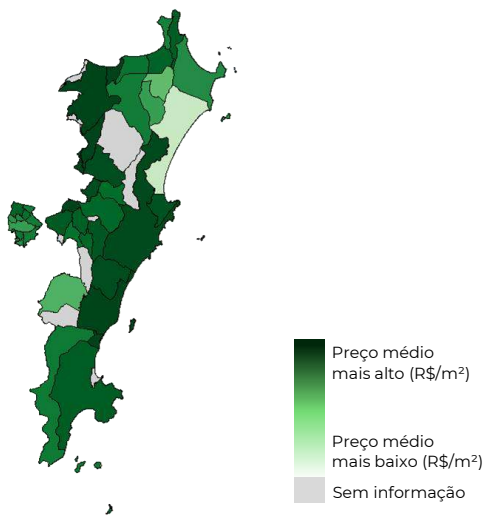 Preço médio
mais alto (R$/m²)
Preço médio
mais baixo (R$/m²)
Sem informação